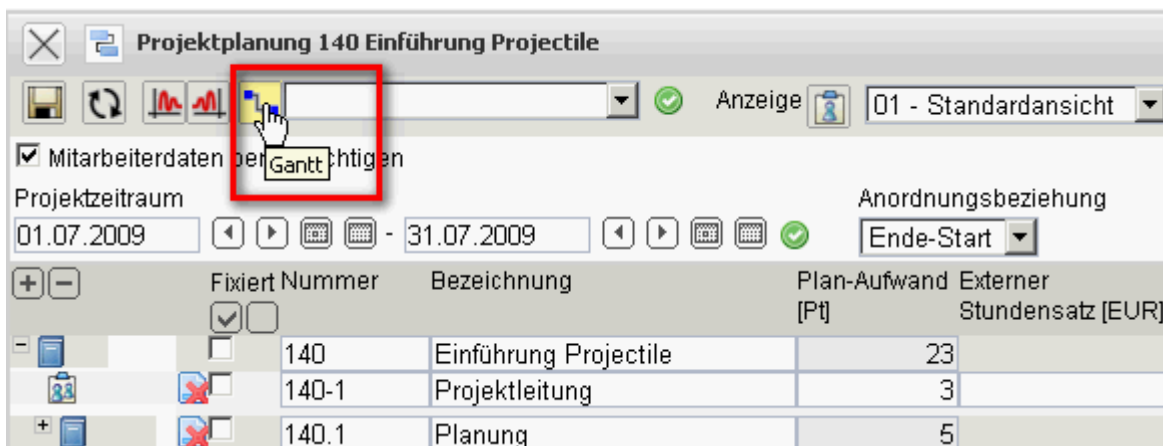 Projektplanung 140 Einführung Projectile
Anzeige 01 - Standardansicht
Mitarbeiterdaten ber chtigen
Gantt
Projektzeitraum Anordnungsbeziehung
01.07.2009 - 31.07.2009 Ende-Start
Fixiert Nummer Bezeichnung Plan-Aufwand Externer
[Pt] Stundensatz [EUR]
140 Einführung Projectile 23
140-1 Projektleitung 3
140.1 Planung 5